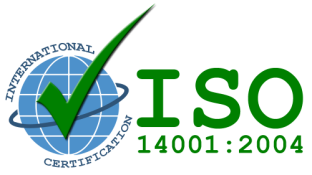 INTERNATIONAL
CERTIFICATION
ISO
14001:2004